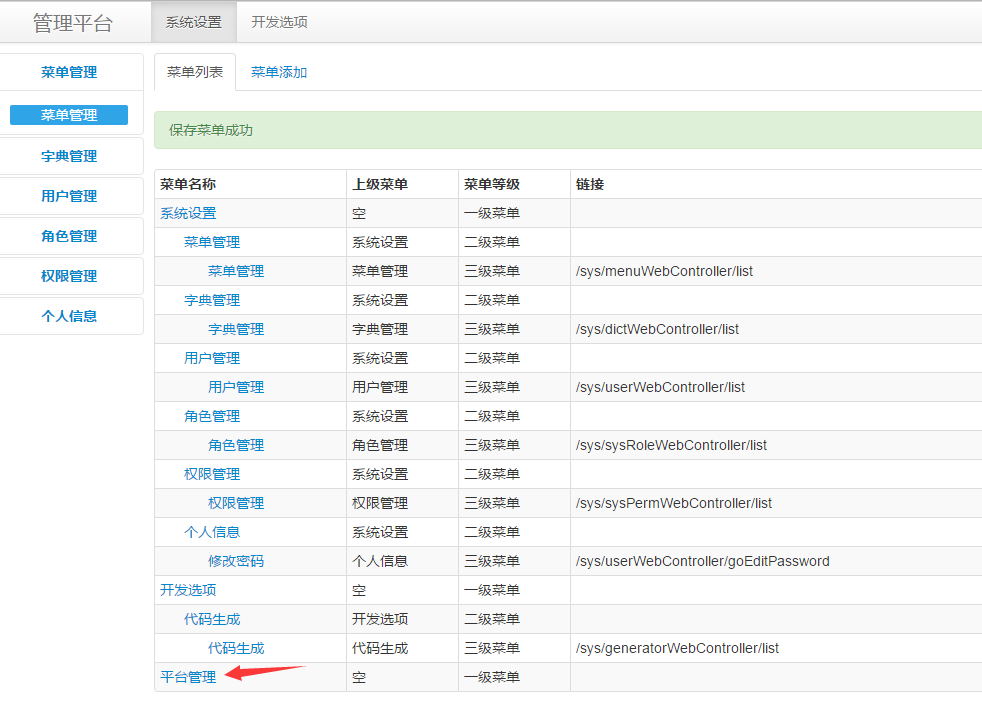 管理平台 系统设置 开发选项
菜单管理
菜单管理
字典管理
用户管理
角色管理
权限管理
个人信息
菜单列表 菜单添加
保存菜单成功
菜单名称 上级菜单 菜单等级 链接
系统设置 空 一级菜单
菜单管理 系统设置 二级菜单
菜单管理 菜单管理 三级菜单 /sys/menuWebController/list
字典管理 系统设置 二级菜单
字典管理 字典管理 三级菜单 /sys/dictWebController/list
用户管理 系统设置 二级菜单
用户管理 用户管理 三级菜单 /sys/userWebController/list
角色管理 系统设置 二级菜单
角色管理 角色管理 三级菜单 /sys/sysRoleWebController/list
权限管理 系统设置 二级菜单
权限管理 权限管理 三级菜单 /sys/sysPermWebController/list
个人信息 系统设置 二级菜单
修改密码 个人信息 三级菜单 /sys/userWebController/goEditPassword
开发选项 空 一级菜单
代码生成 开发选项 二级菜单
代码生成 代码生成 三级菜单 /sys/generatorWebController/list
平台管理 空 一级菜单